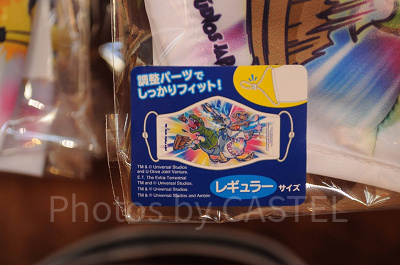 調整パーツで
しっかりフィット!
TM & © Universal Studios
and U-Drive Joint Venture.
E.T. The Extra-Terrestrial
TM and © Universal Studios.
TM & © Universal Studios.
TM & © Universal Studios and Amblin
レギュラー サイズ
Photos by CASTEL